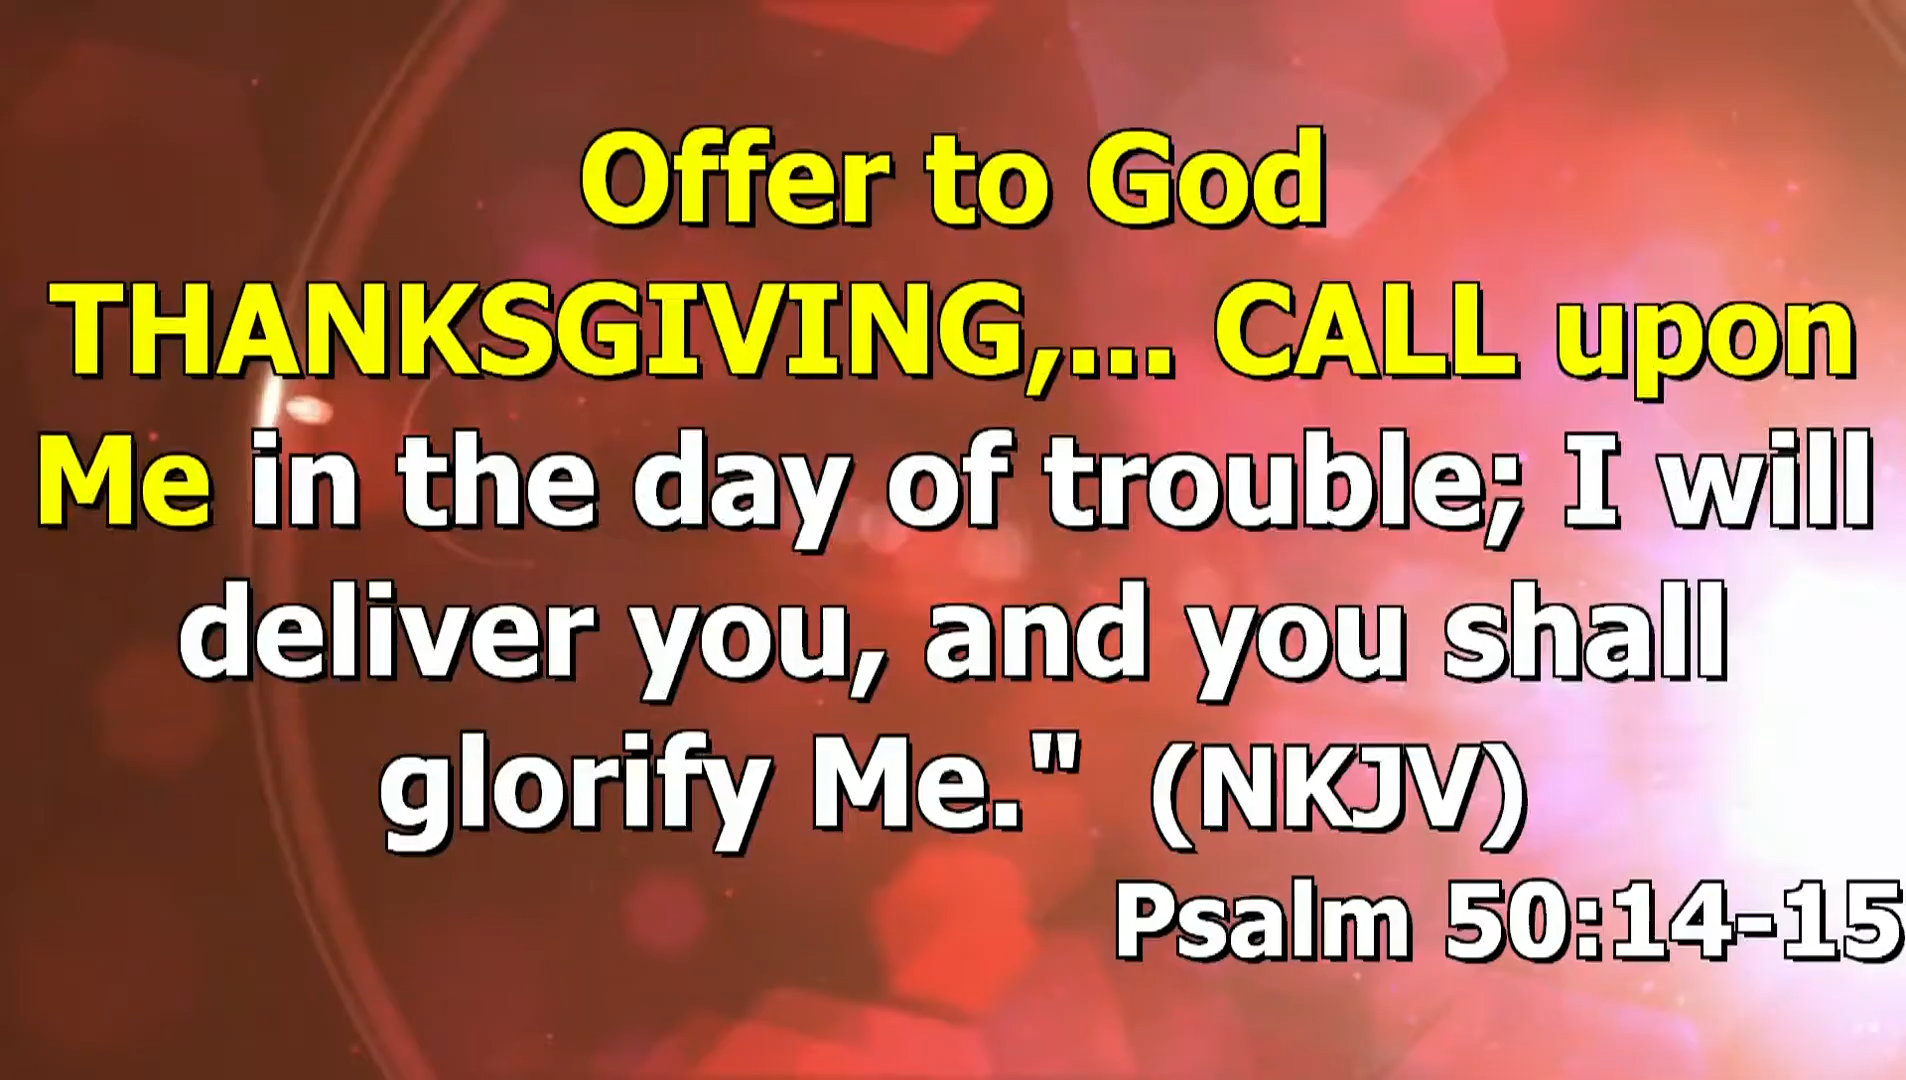 Offer to God
THANKSGIVING,... CALL upon
Me in the day of trouble; I will
deliver you, and you shall
glorify Me."  (NKJV)
Psalm 50:14-15